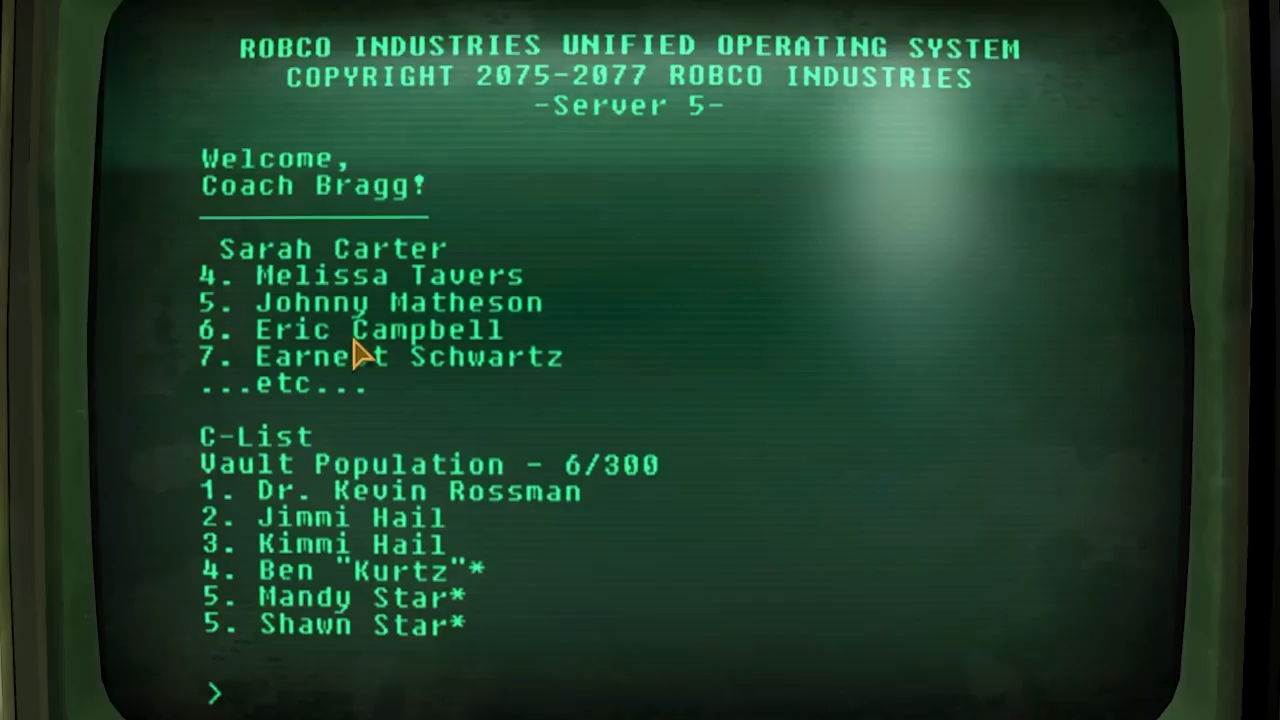 ROBCO INDUSTRIES UNIFIED OPERATING SYSTEM
COPYRIGHT 2075-2077 ROBCO INDUSTRIES
-Server 5-
Welcome,
Coach Bragg!
Sarah Carter
4. Melissa Tavers
5. Johnny Matheson
6. Eric Campbell
7. Earnest Schwartz
...etc...
C-List
Vault Population - 6/300
1. Dr. Kevin Rossman
2. Jimmi Hail
3. Kimmi Hail
4. Ben "Kurtz"*
5. Mandy Star*
5. Shawn Star*
>